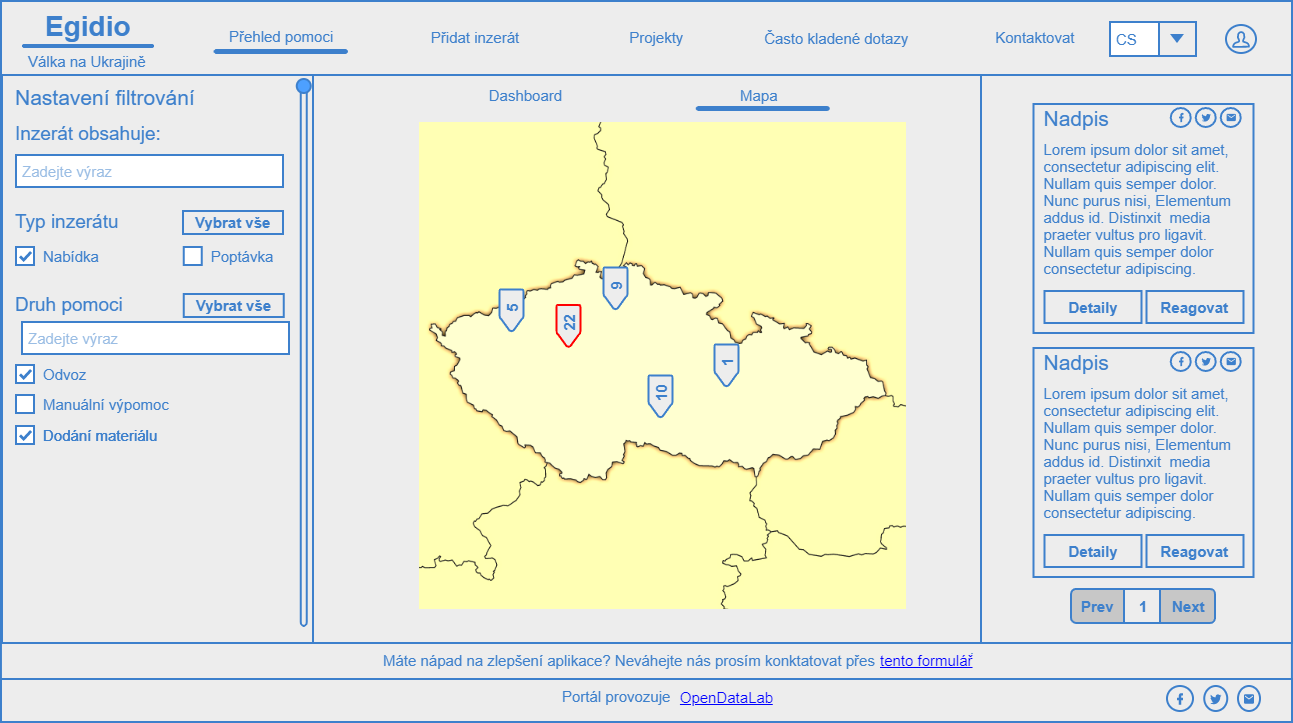 Egidio
Válka na Ukrajině
Přehled pomoci
Přidat inzerát
Projekty
Často kladené dotazy
Kontaktovat
CS
Nastavení filtrování
Inzerát obsahuje:
Zadejte výraz
Typ inzerátu
Vybrat vše
Nabídka
Poptávka
Druh pomoci
Vybrat vše
Zadejte výraz
Odvoz
Manuální výpomoc
Dodání materiálu
Dashboard
Mapa
5
22
9
1
10
Nadpis
Lorem ipsum dolor sit amet,
consectetur adipiscing elit.
Nullam quis semper dolor.
Nunc purus nisi, Elementum
addus id. Distinxit  media
praeter vultus pro ligavit.
Nullam quis semper dolor
consectetur adipiscing.
Detaily
Reagovat
Nadpis
Lorem ipsum dolor sit amet,
consectetur adipiscing elit.
Nullam quis semper dolor.
Nunc purus nisi, Elementum
addus id. Distinxit  media
praeter vultus pro ligavit.
Nullam quis semper dolor
consectetur adipiscing.
Detaily
Reagovat
Prev
1
Next
Máte nápad na zlepšení aplikace? Neváhejte nás prosím konktatovat přes tento formulář
Portál provozuje OpenDataLab